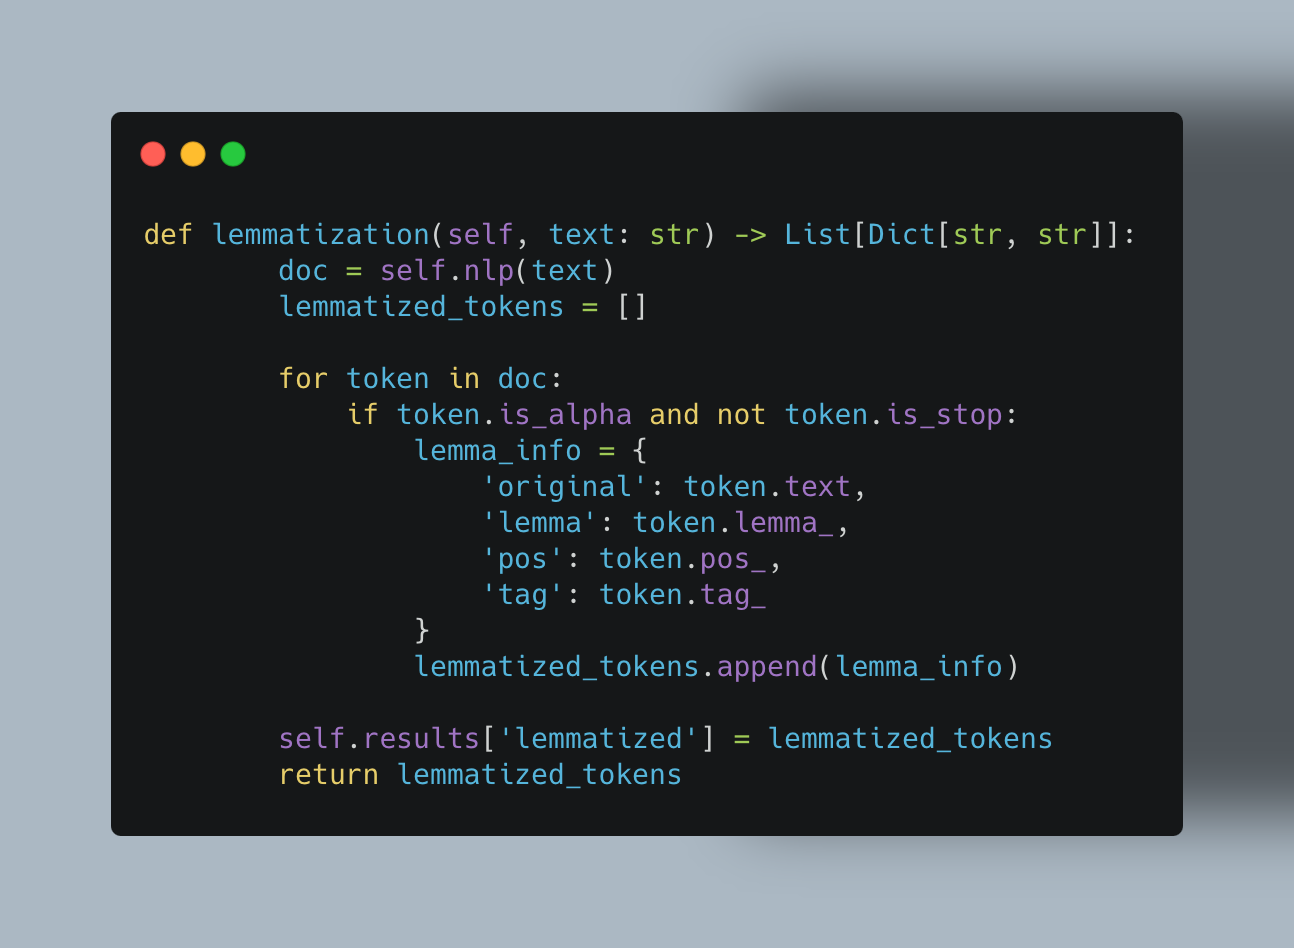 def lemmatization(self, text: str) -> List[Dict[str, str]]:
        doc = self.nlp(text)
        lemmatized_tokens = []

        for token in doc:
            if token.is_alpha and not token.is_stop:
                lemma_info = {
                    'original': token.text,
                    'lemma': token.lemma_,
                    'pos': token.pos_,
                    'tag': token.tag_
                }
                lemmatized_tokens.append(lemma_info)

        self.results['lemmatized'] = lemmatized_tokens
        return lemmatized_tokens